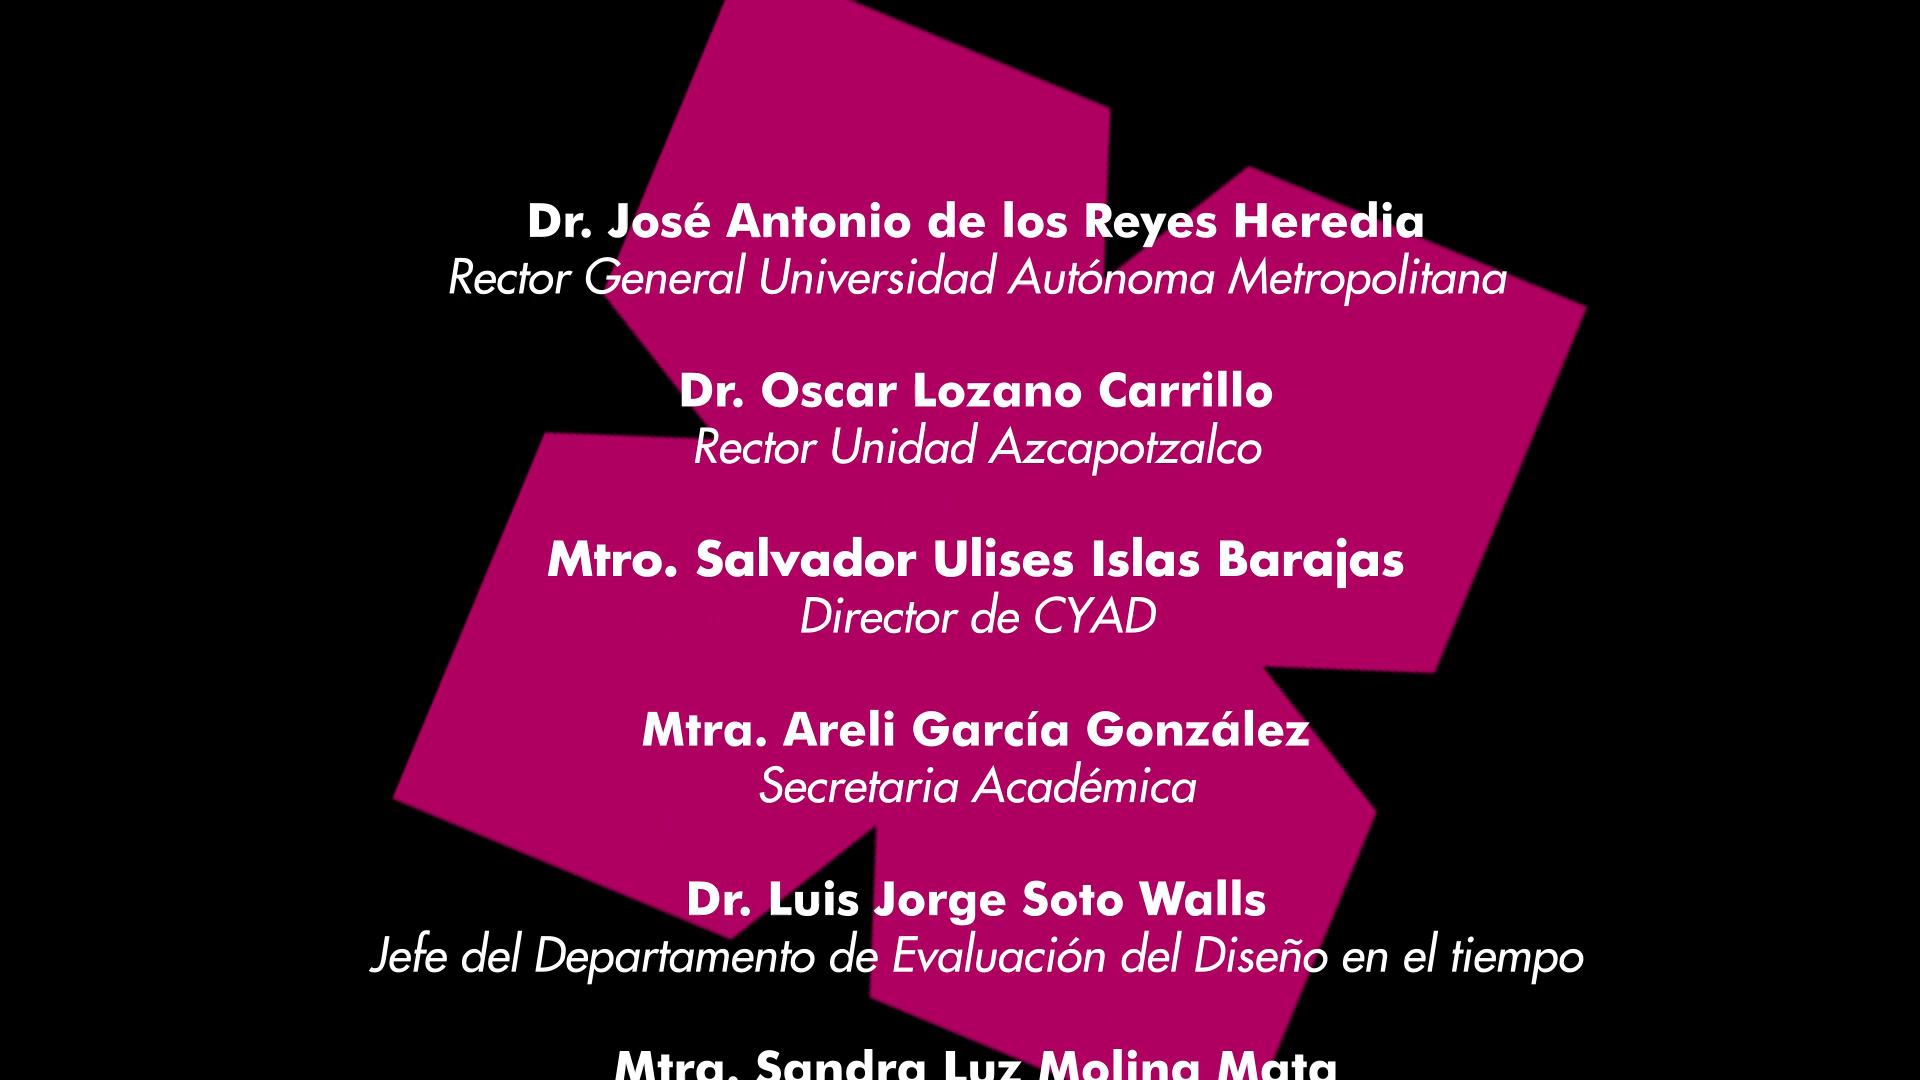 Dr. José Antonio de los Reyes Heredia
Rector General Universidad Autónoma Metropolitana
Dr. Oscar Lozano Carrillo
Rector Unidad Azcapotzalco
Mtro. Salvador Ulises Islas Barajas
Director de CYAD
Mtra. Areli García González
Secretaria Académica
Dr. Luis Jorge Soto Walls
Jefe del Departamento de Evaluación del Diseño en el tiempo
Mtra. Sandra Luz Molina Mata